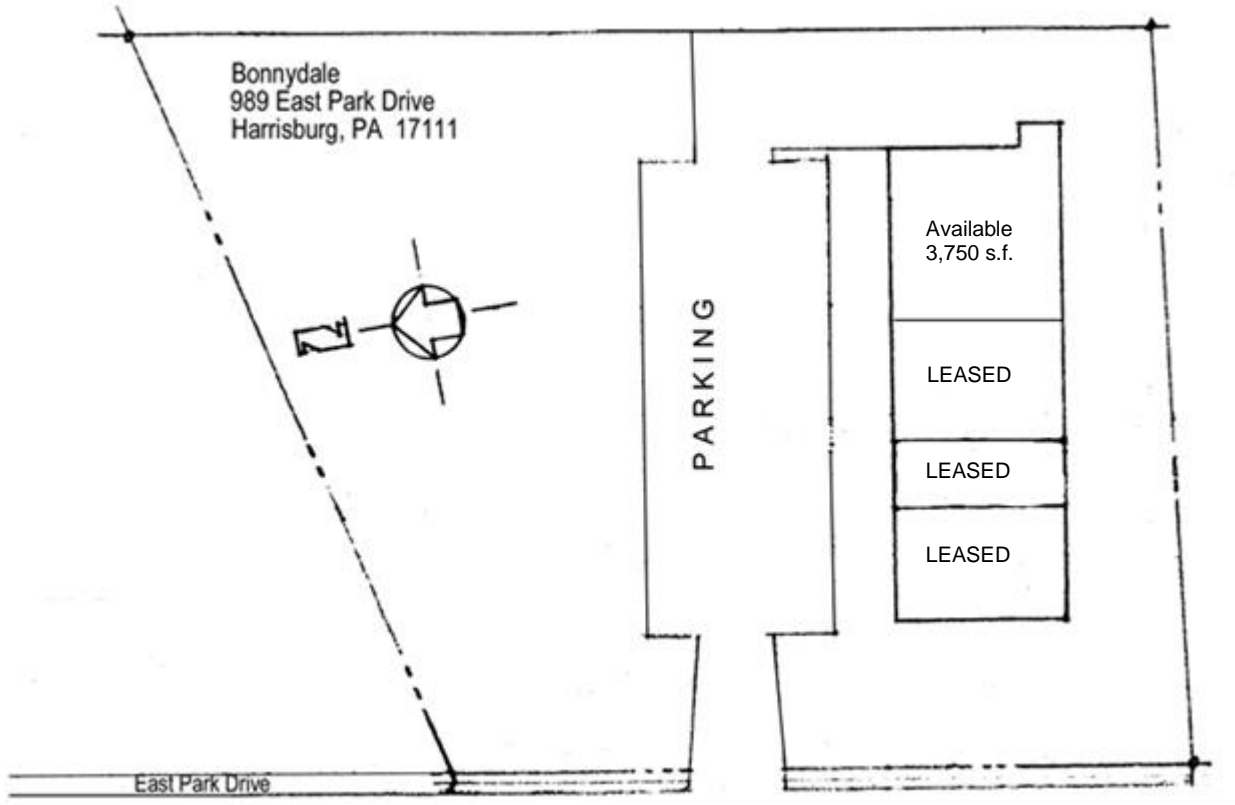 Bonnydale
989 East Park Drive
Harrisburg, PA 17111
Available
3,750 s.f.
N
PARKING
LEASED
LEASED
LEASED
East Park Drive